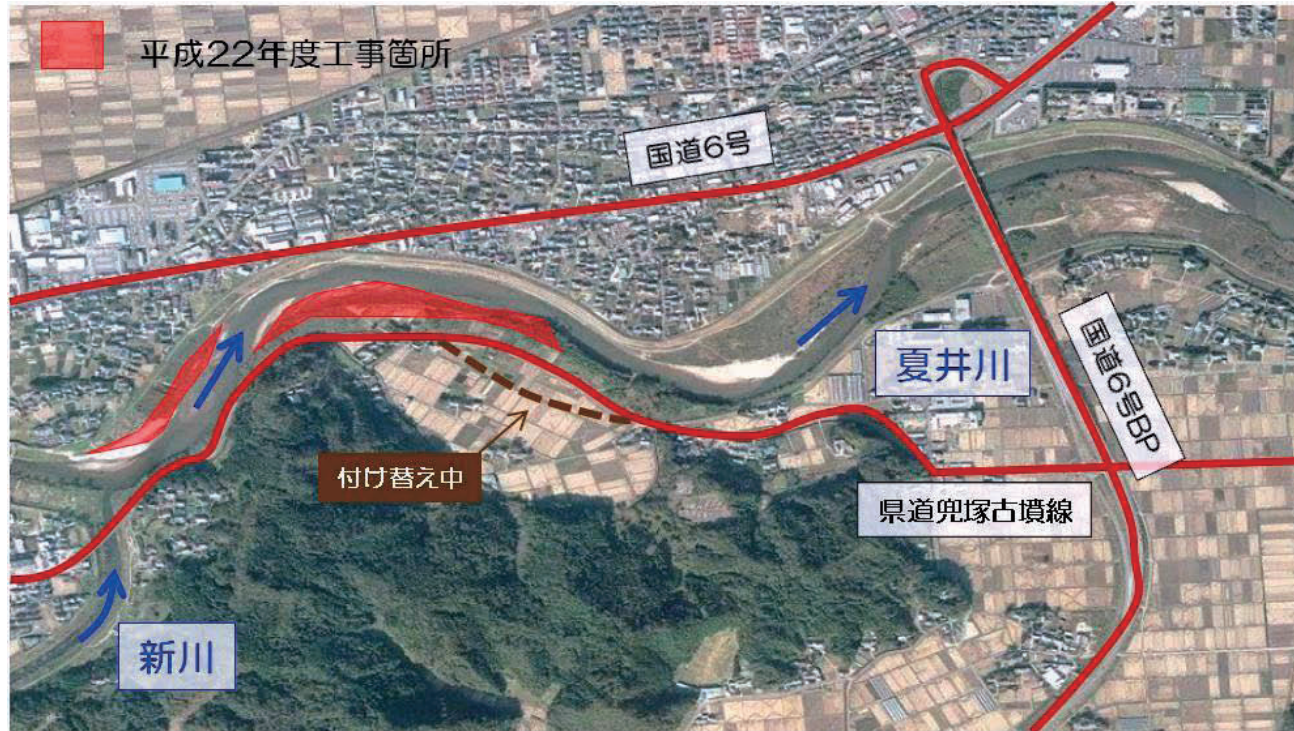 平成22年度工事箇所
国道6号
夏井川
国道6号BP
付け替え中
県道兜塚古墳線
新川